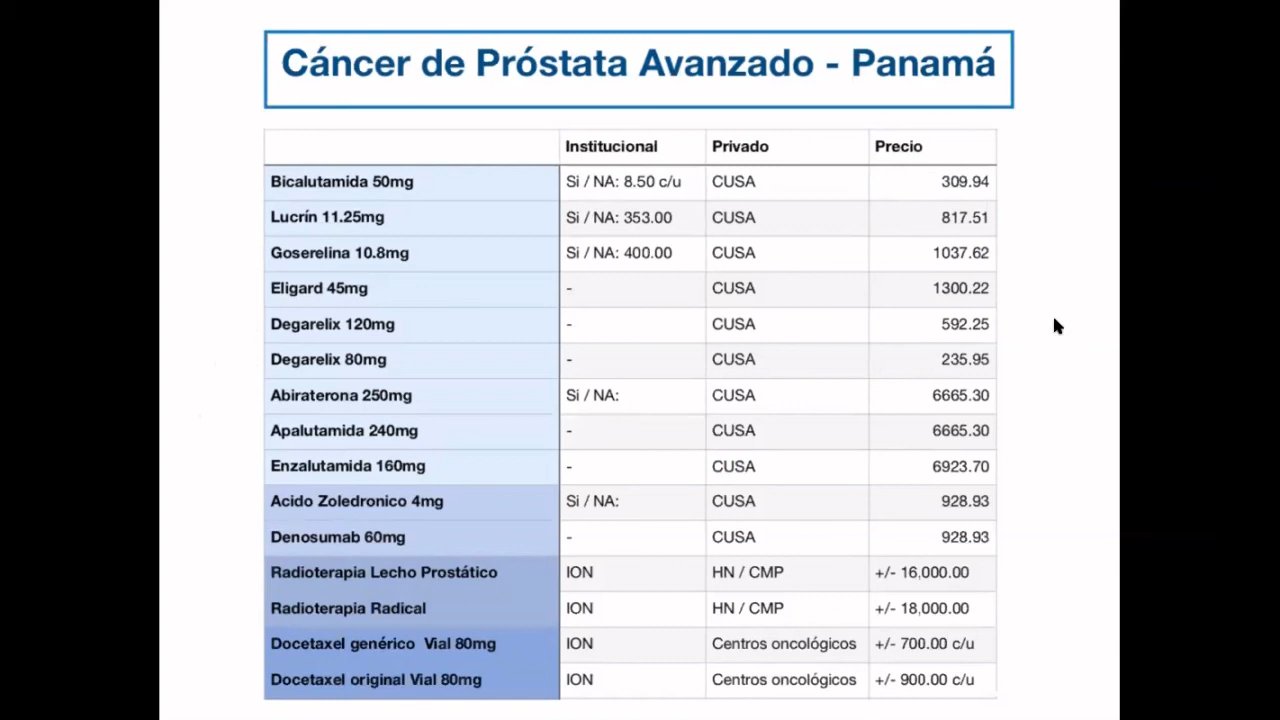 Cáncer de Próstata Avanzado - Panamá
Institucional Privado Precio
Bicalutamida 50mg Si / NA: 8.50 c/u CUSA 309.94
Lucrín 11.25mg Si / NA: 353.00 CUSA 817.51
Goserelina 10.8mg Si / NA: 400.00 CUSA 1037.62
Eligard 45mg - CUSA 1300.22
Degarelix 120mg - CUSA 592.25
Degarelix 80mg - CUSA 235.95
Abiraterona 250mg Si / NA: CUSA 6665.30
Apalutamida 240mg - CUSA 6665.30
Enzalutamida 160mg - CUSA 6923.70
Acido Zoledronico 4mg Si / NA: CUSA 928.93
Denosumab 60mg - CUSA 928.93
Radioterapia Lecho Prostático ION HN / CMP +/- 16,000.00
Radioterapia Radical ION HN / CMP +/- 18,000.00
Docetaxel genérico Vial 80mg ION Centros oncológicos +/- 700.00 c/u
Docetaxel original Vial 80mg ION Centros oncológicos +/- 900.00 c/u